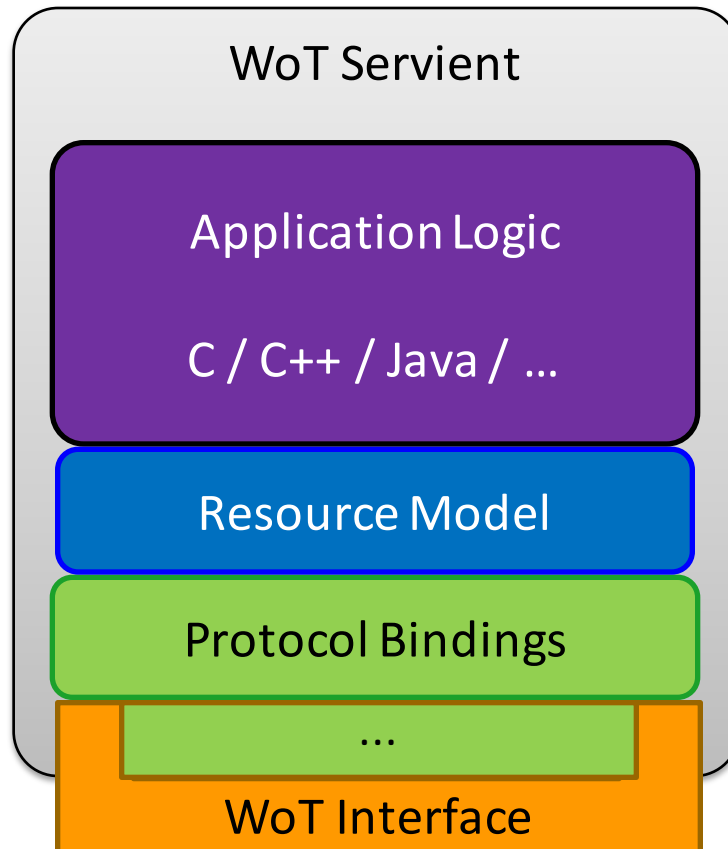 WoT Servient
Application Logic
C / C++ / Java / ...
Resource Model
Protocol Bindings
...
WoT Interface